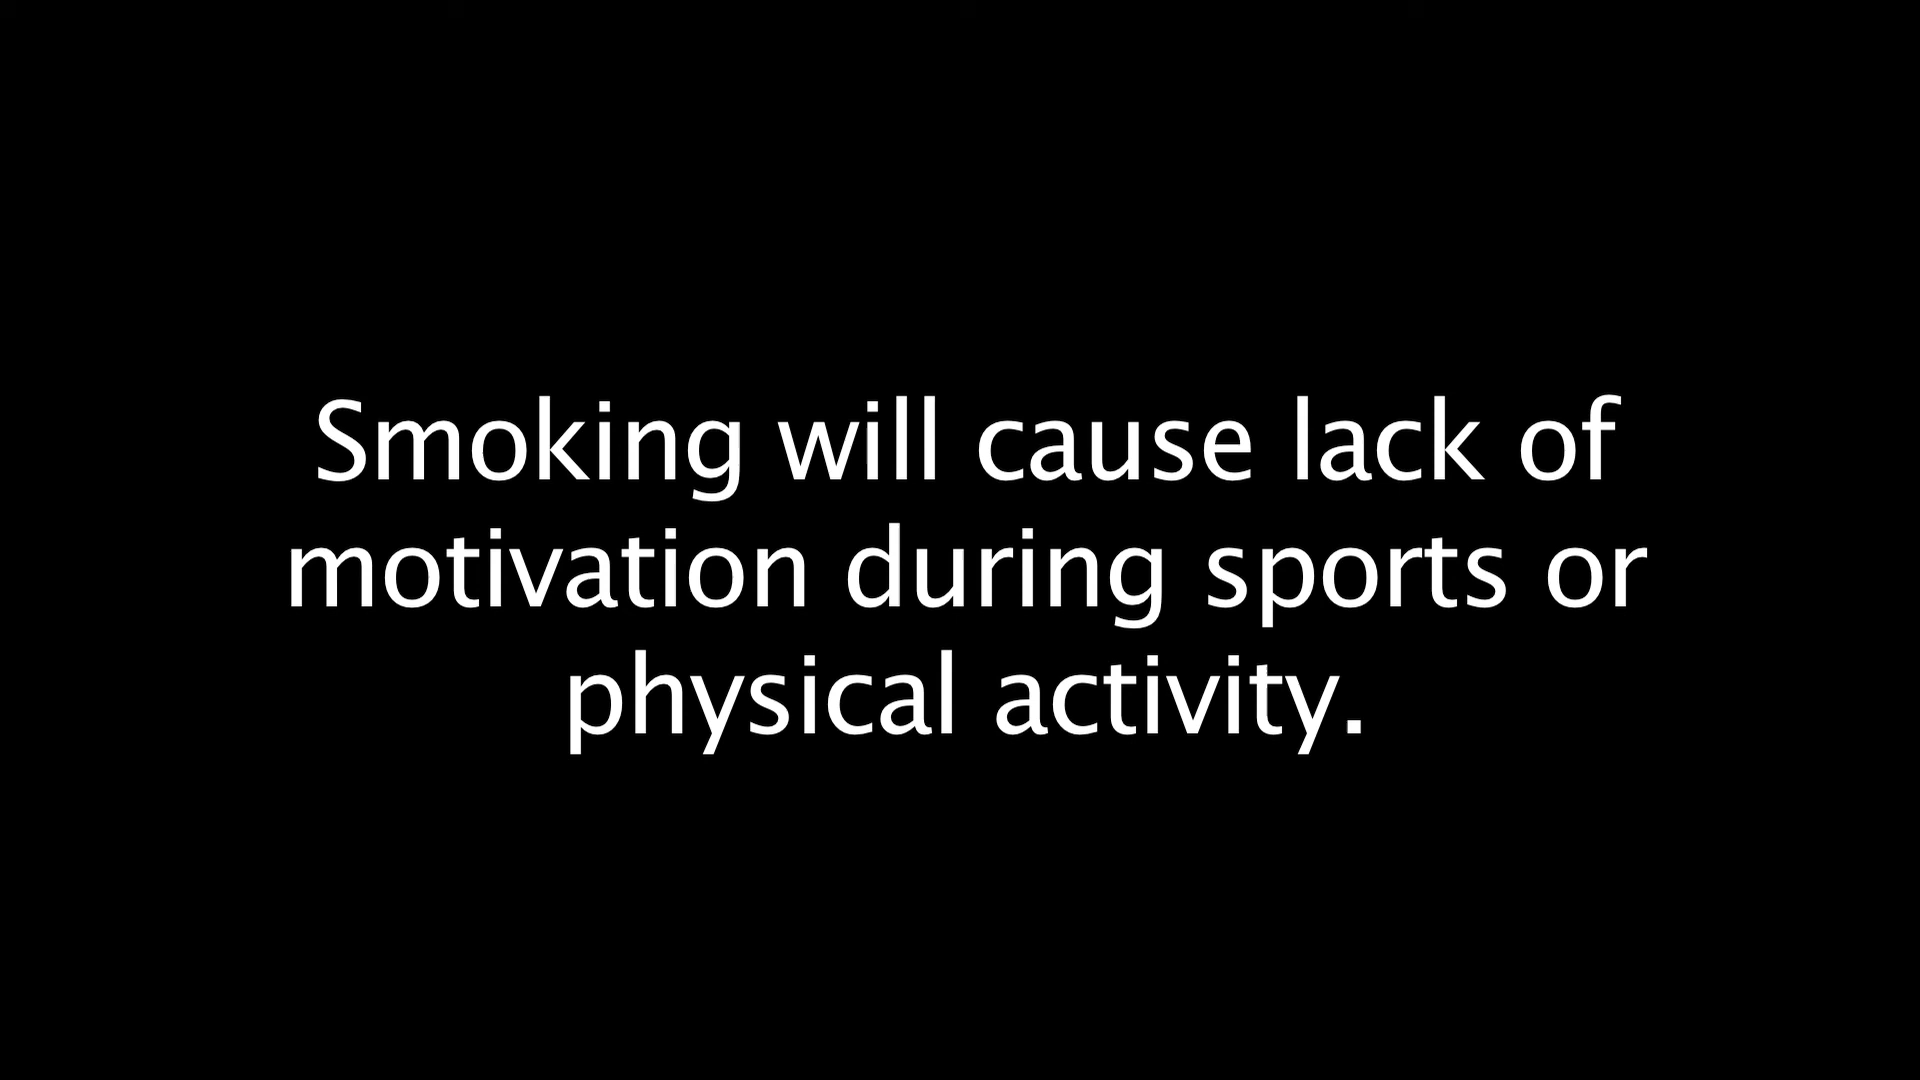 Smoking will cause lack of
motivation during sports or
physical activity.